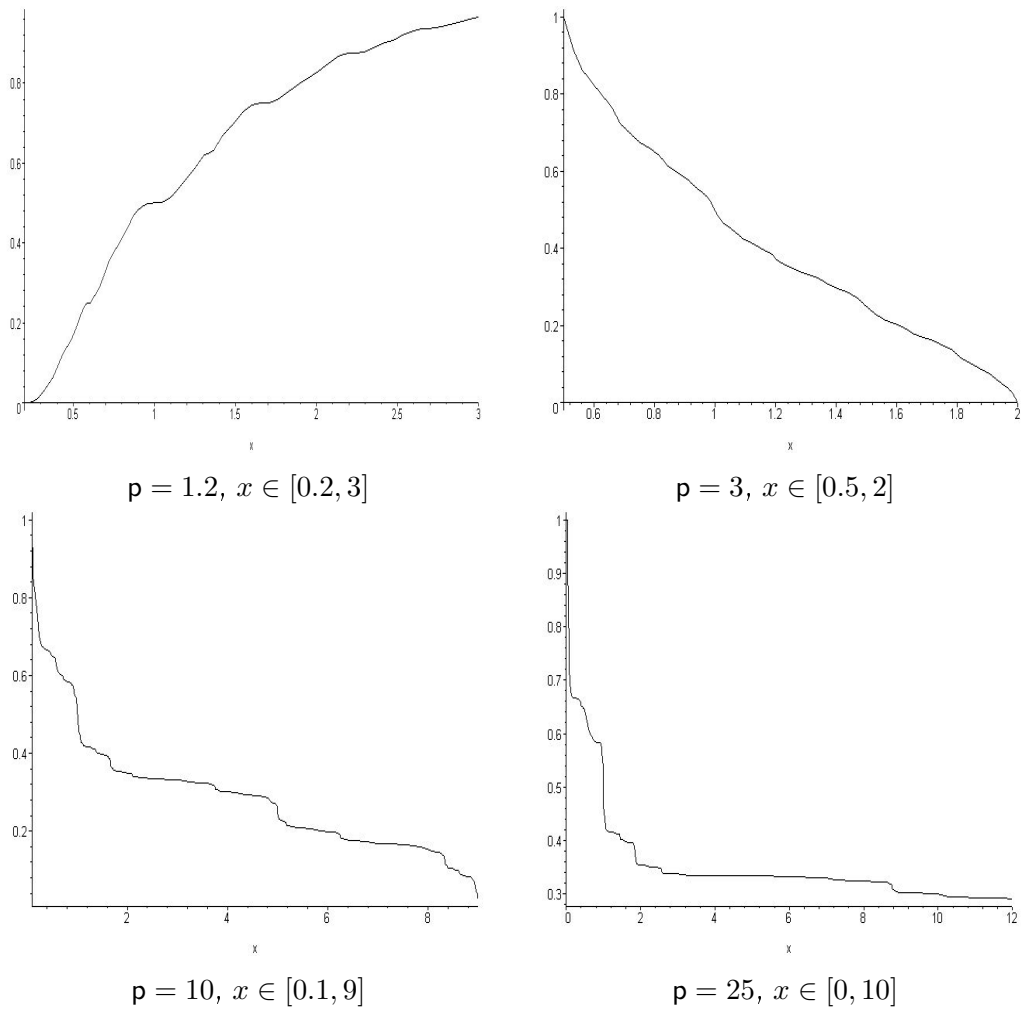 0.8
0.6
0.4
0.2
0
0.5 1 1.5 2 2.5 3
x
p = 1.2, x ∈ [0.2, 3]
1
0.8
0.6
0.4
0.2
0
0.6 0.8 1 1.2 1.4 1.6 1.8 2
x
p = 3, x ∈ [0.5, 2]
1
0.8
0.6
0.4
0.2
2 4 6 8
x
p = 10, x ∈ [0.1, 9]
1
0.9
0.8
0.7
0.6
0.5
0.4
0.3
0 2 4 6 8 10 12
x
p = 25, x ∈ [0, 10]